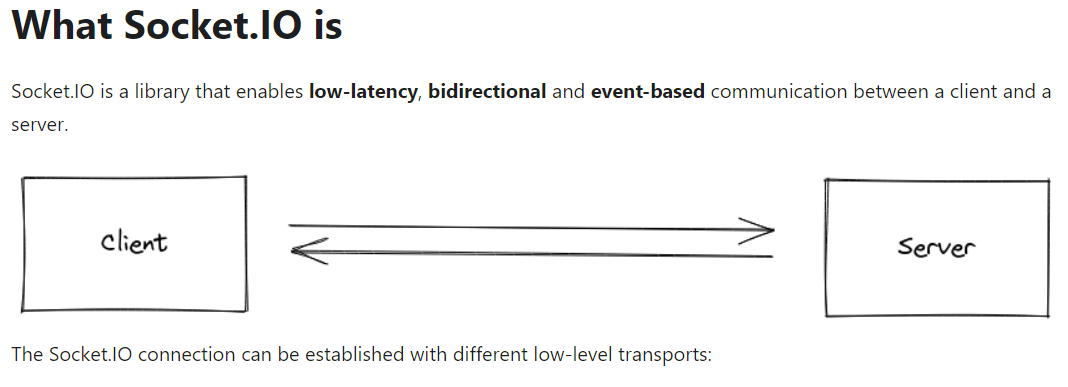 What Socket.IO is
Socket.IO is a library that enables low-latency, bidirectional and event-based communication between a client and a
server.
Client
Server
The Socket.IO connection can be established with different low-level transports: